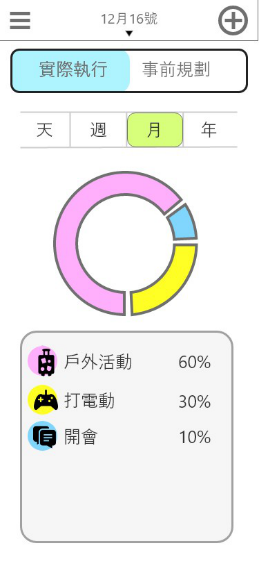 12月16號
實際執行 事前規劃
天 週 月 年
戶外活動 60%
打電動 30%
開會 10%